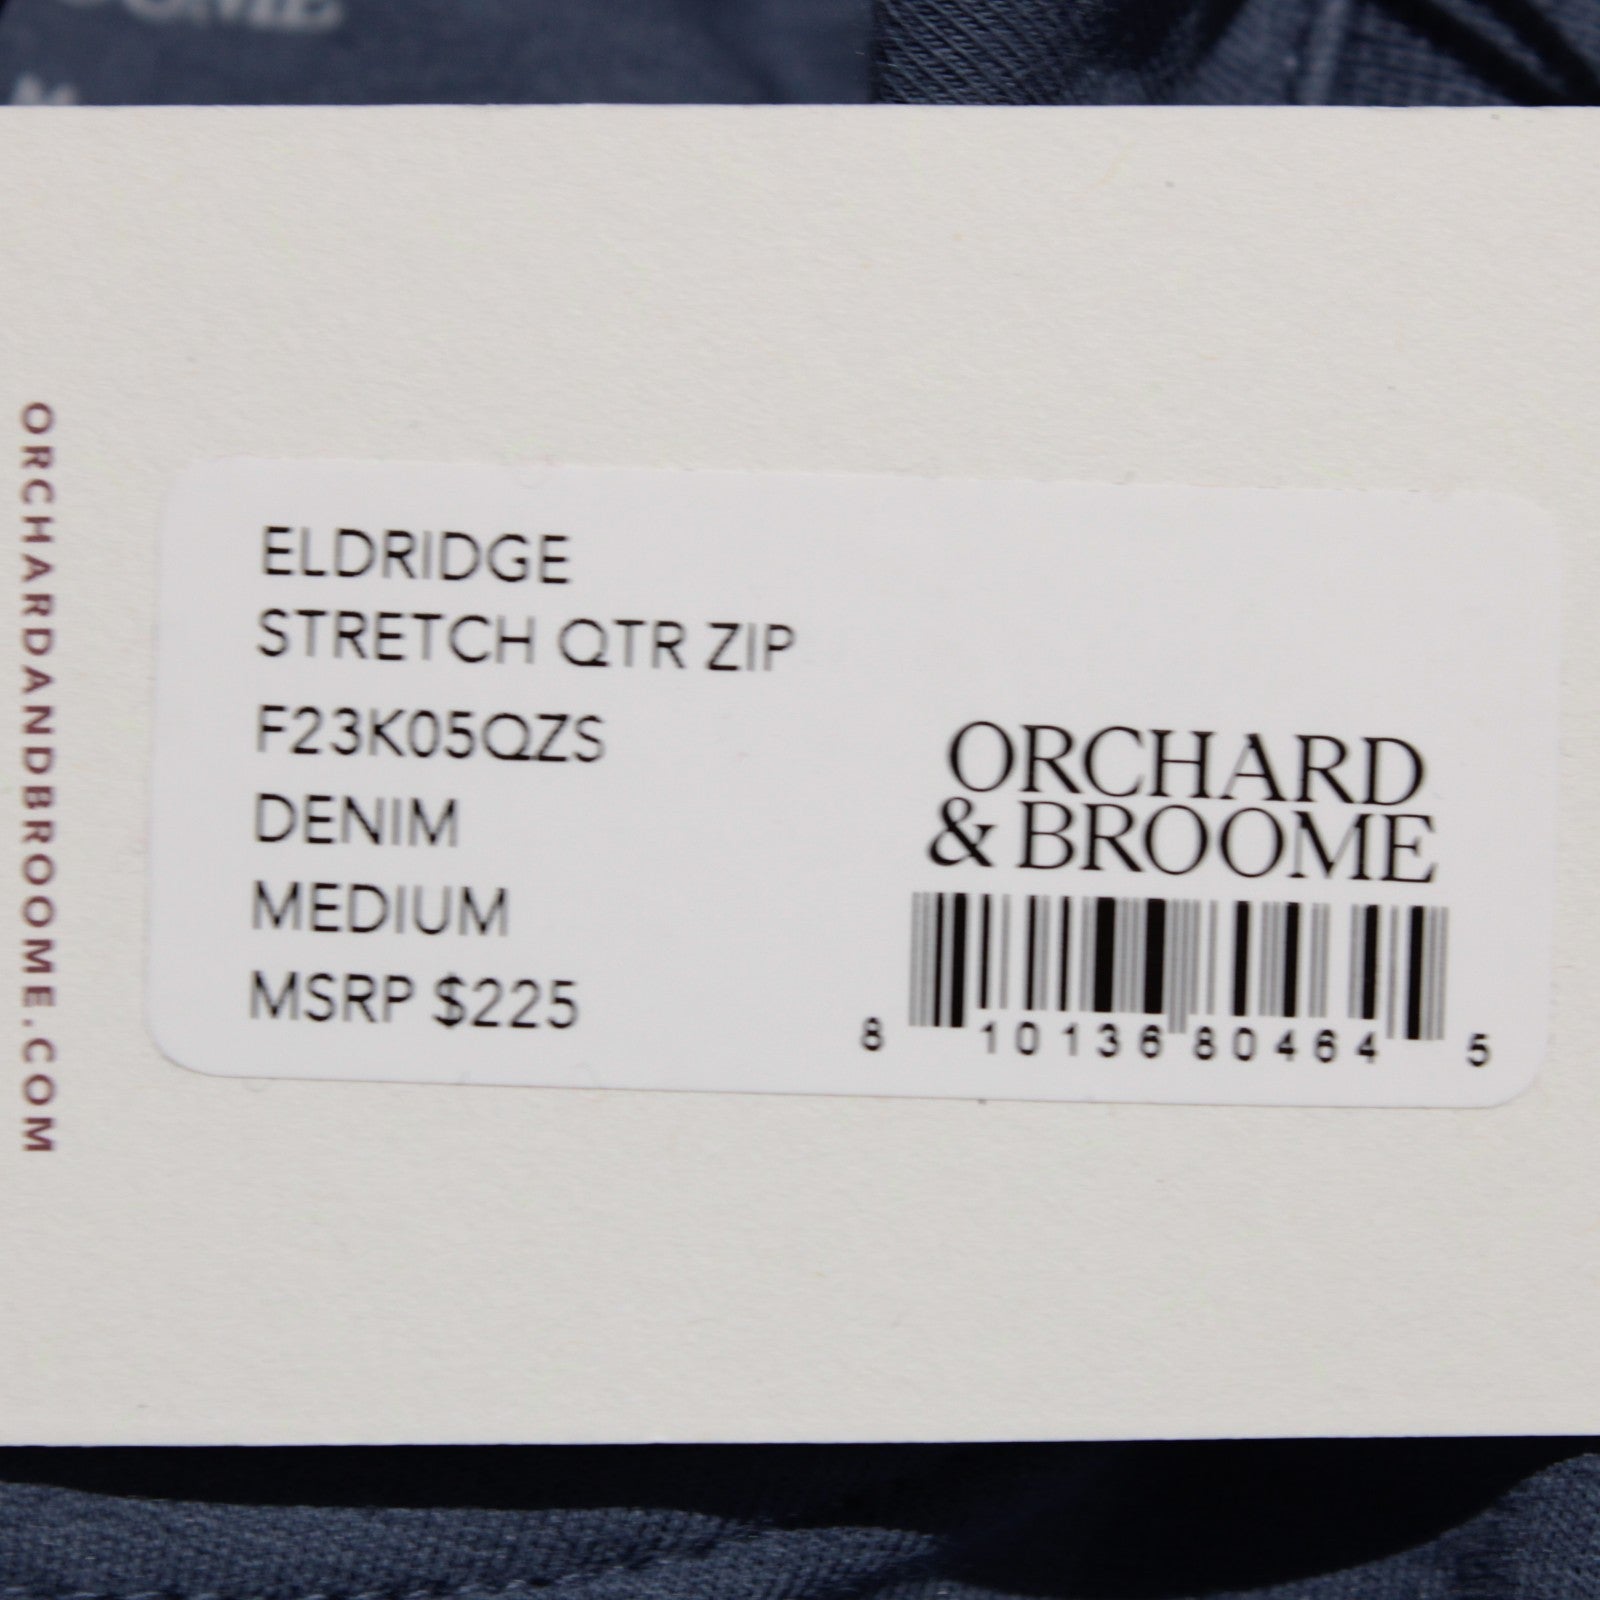 ORCHARDANDBROOME.COM
ELDRIDGE
STRETCH QTR ZIP
F23K05QZS
DENIM
MEDIUM
MSRP $225
ORCHARD
& BROOME
8 10136 80464 5